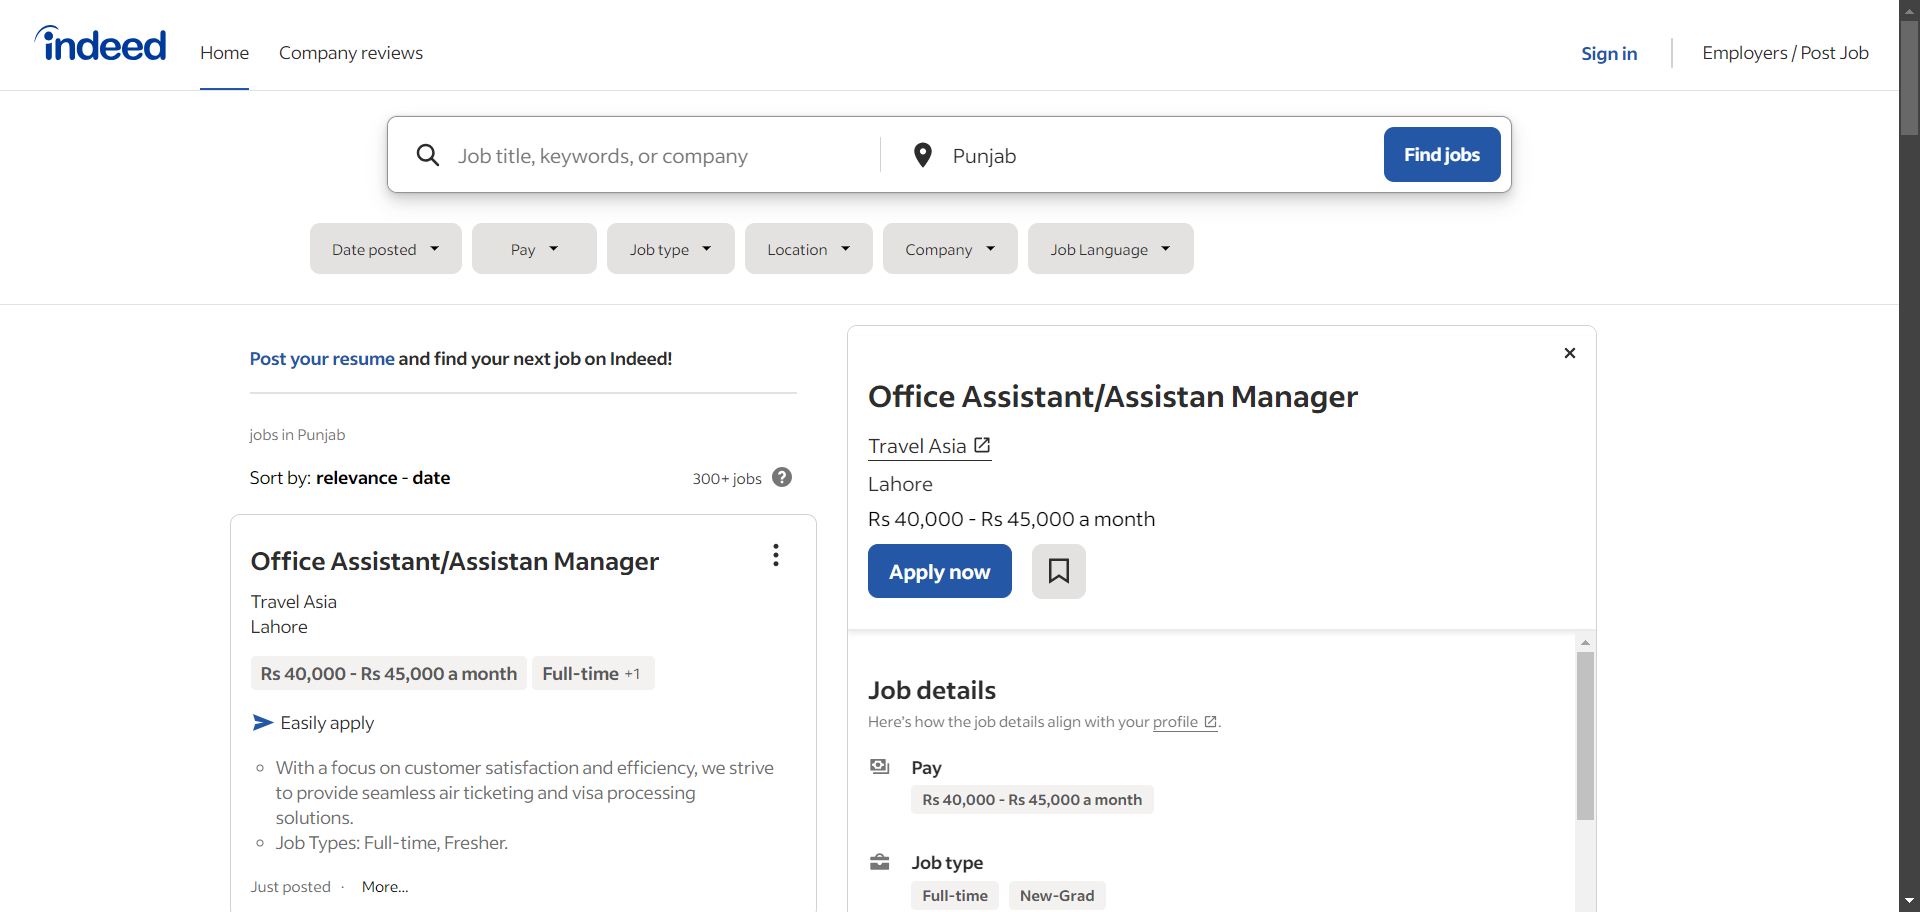 indeed
Home
Company reviews
Sign in
Employers / Post Job
Job title, keywords, or company
Punjab
Find jobs
Date posted
Pay
Job type
Location
Company
Job Language
Post your resume and find your next job on Indeed!
jobs in Punjab
Sort by: relevance - date
300+ jobs
?
Office Assistant/Assistan Manager
Travel Asia
Lahore
Rs 40,000 - Rs 45,000 a month
Full-time +1
Easily apply
With a focus on customer satisfaction and efficiency, we strive
to provide seamless air ticketing and visa processing
solutions.
Job Types: Full-time, Fresher.
Just posted · More...
Office Assistant/Assistan Manager
Travel Asia
Lahore
Rs 40,000 - Rs 45,000 a month
Apply now
Job details
Here's how the job details align with your profile.
Pay
Rs 40,000 - Rs 45,000 a month
Job type
Full-time
New-Grad